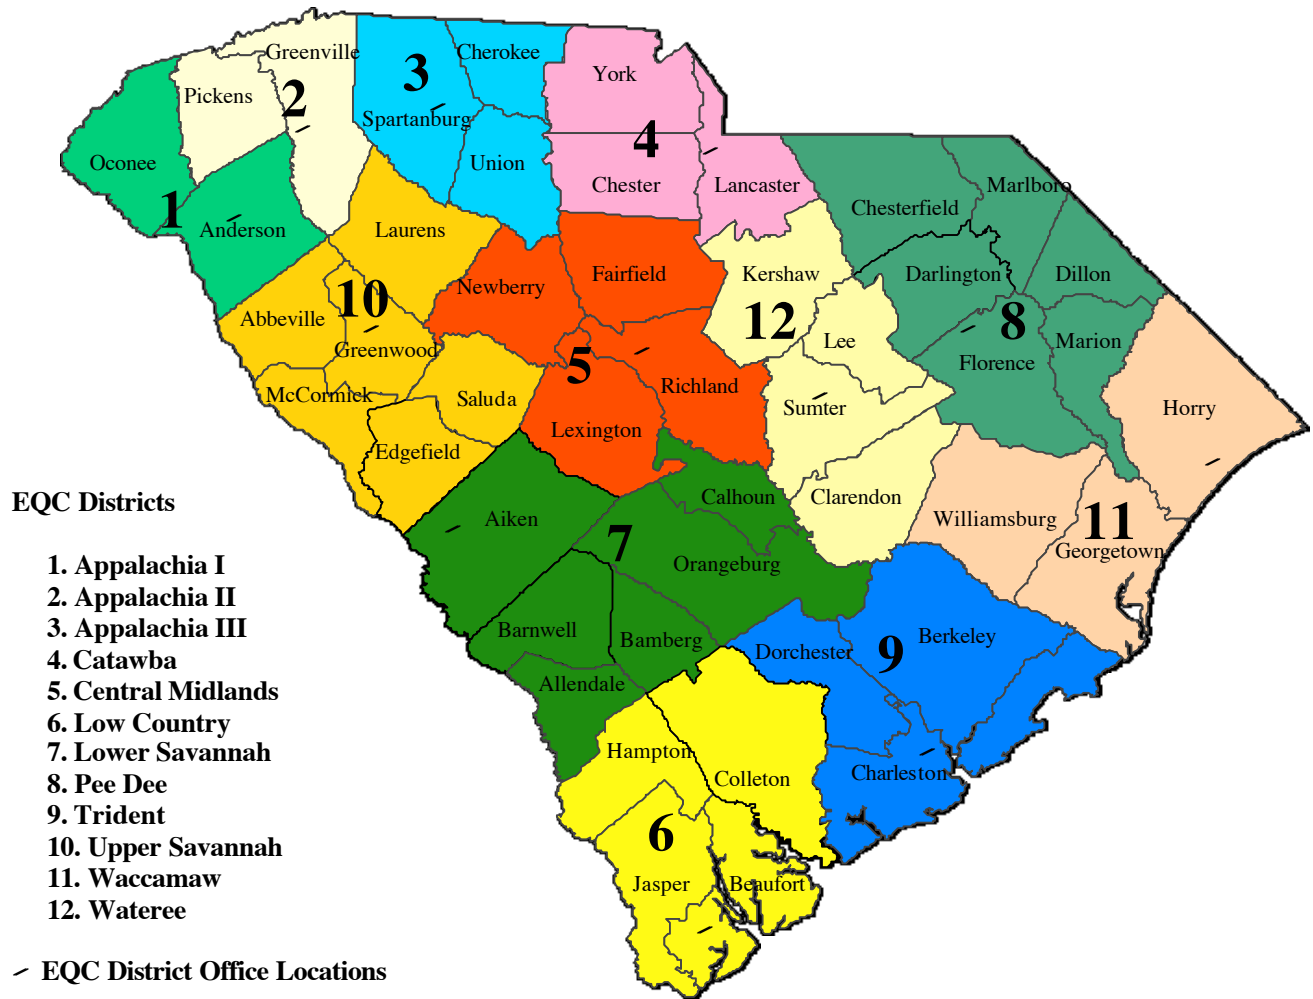 Greenville
Cherokee
3
York
Pickens
2
Spartanburg
Oconee
Union
4
Chester
Lancaster
Marlboro
1
Anderson
Laurens
Chesterfield
Newberry
Fairfield
Kershaw
Darlington
Dillon
10
Abbeville
12
8
Greenwood
Lee
Marion
5
Florence
McCormick
Saluda
Richland
Sumter
Horry
Lexington
Edgefield
EQC Districts
Calhoun
Clarendon
Aiken
Williamsburg
11
7
Georgetown
Orangeburg
1. Appalachia I
2. Appalachia II
3. Appalachia III
4. Catawba
5. Central Midlands
6. Low Country
7. Lower Savannah
8. Pee Dee
9. Trident
10. Upper Savannah
11. Waccamaw
12. Wateree
Barnwell
Bamberg
Dorchester
9
Berkeley
Allendale
Hampton
Colleton
Charleston
6
Jasper
Beaufort
EQC District Office Locations